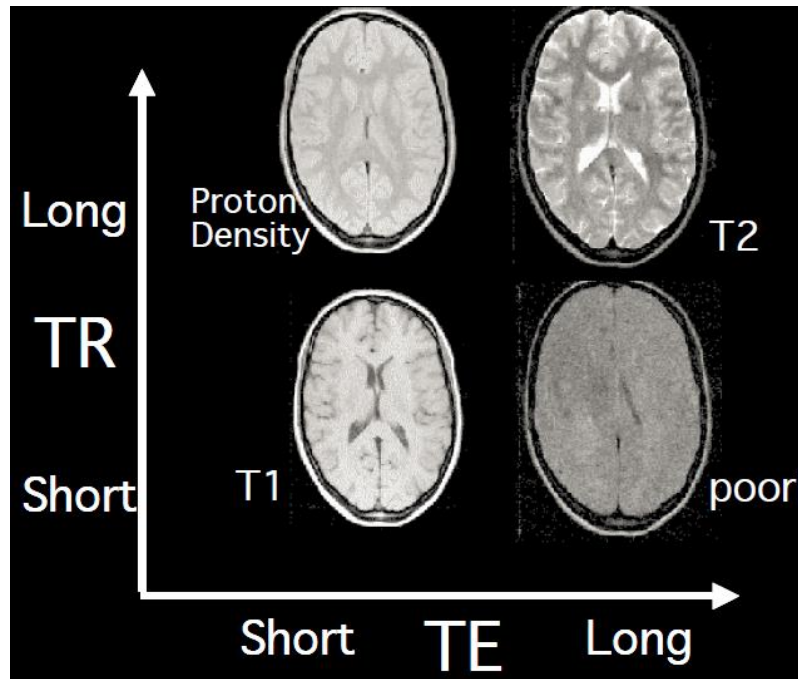 Long
Proton
Density
T2
TR
Short
T1
poor
Short
TE
Long